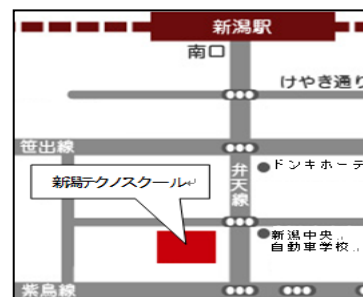 新潟駅
南口
けやき通り
笹出線
ドンキホーテ
弁天線
新潟テクノスクール
新潟中央
自動車学校
紫鳥線